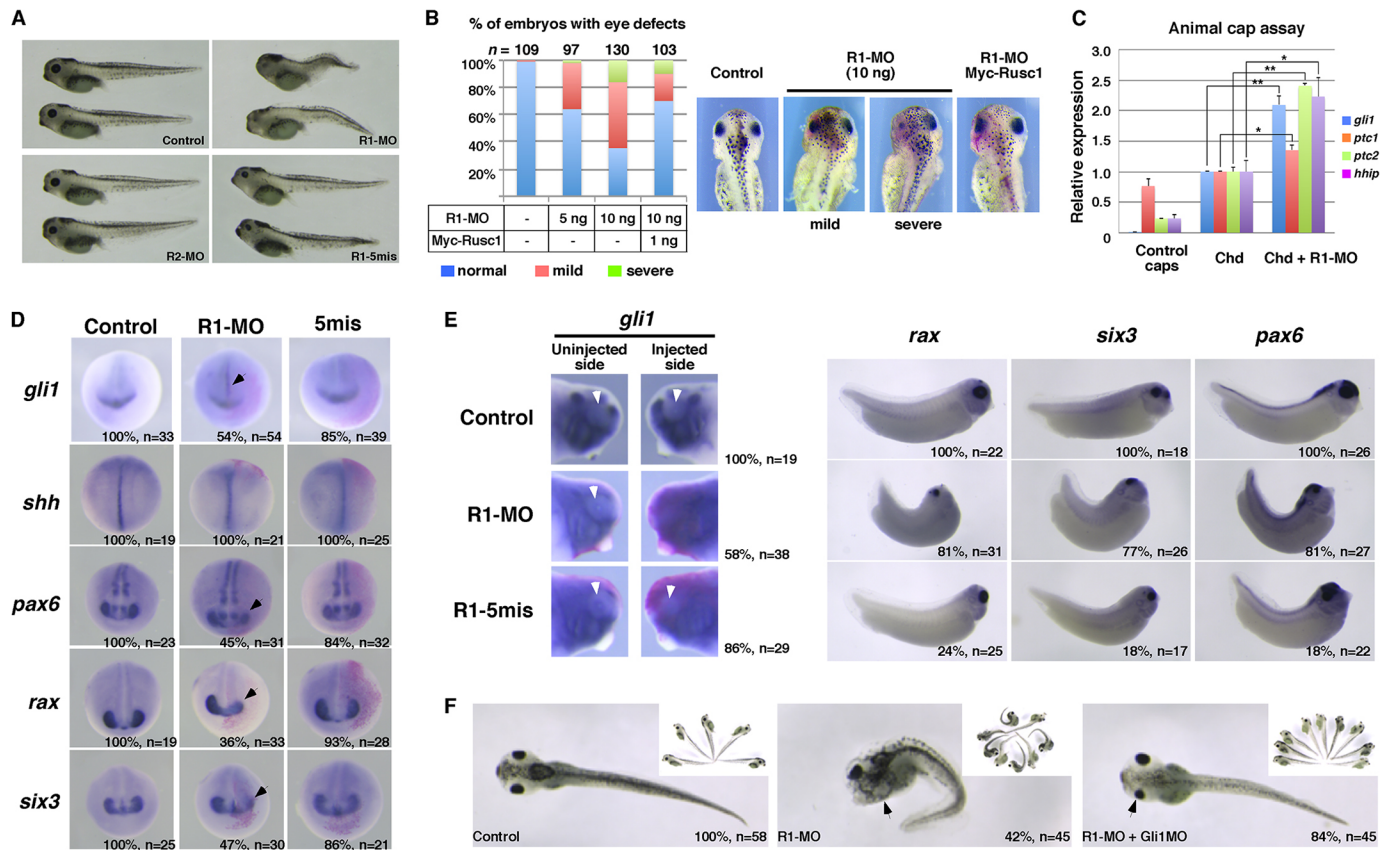 A
Control
R1-MO
R2-MO
R1-5mis
B
% of embryos with eye defects
n = 109 97 130 103
100%
80%
60%
40%
20%
R1-MO - 5 ng 10 ng 10 ng
Myc-Rusc1 - - - 1 ng
normal mild severe
Control
R1-MO
(10 ng)
R1-MO
Myc-Rusc1
mild severe
C
Animal cap assay
Relative expression
3.0
2.5
2.0
1.5
1.0
0.5
0
* ** ** *
Control
caps
Chd
Chd + R1-MO
gli1
ptc1
ptc2
hhip
D
Control R1-MO 5mis
gli1
100%, n=33 54%, n=54 85%, n=39
shh
100%, n=19 100%, n=21 100%, n=25
pax6
100%, n=23 45%, n=31 84%, n=32
rax
100%, n=19 36%, n=33 93%, n=28
six3
100%, n=25 47%, n=30 86%, n=21
E
gli1
Uninjected
side
Injected
side
Control
100%, n=19
R1-MO
58%, n=38
R1-5mis
86%, n=29
rax six3 pax6
100%, n=22 100%, n=18 100%, n=26
81%, n=31 77%, n=26 81%, n=27
24%, n=25 18%, n=17 18%, n=22
F
Control 100%, n=58
R1-MO 42%, n=45
R1-MO + Gli1MO 84%, n=45